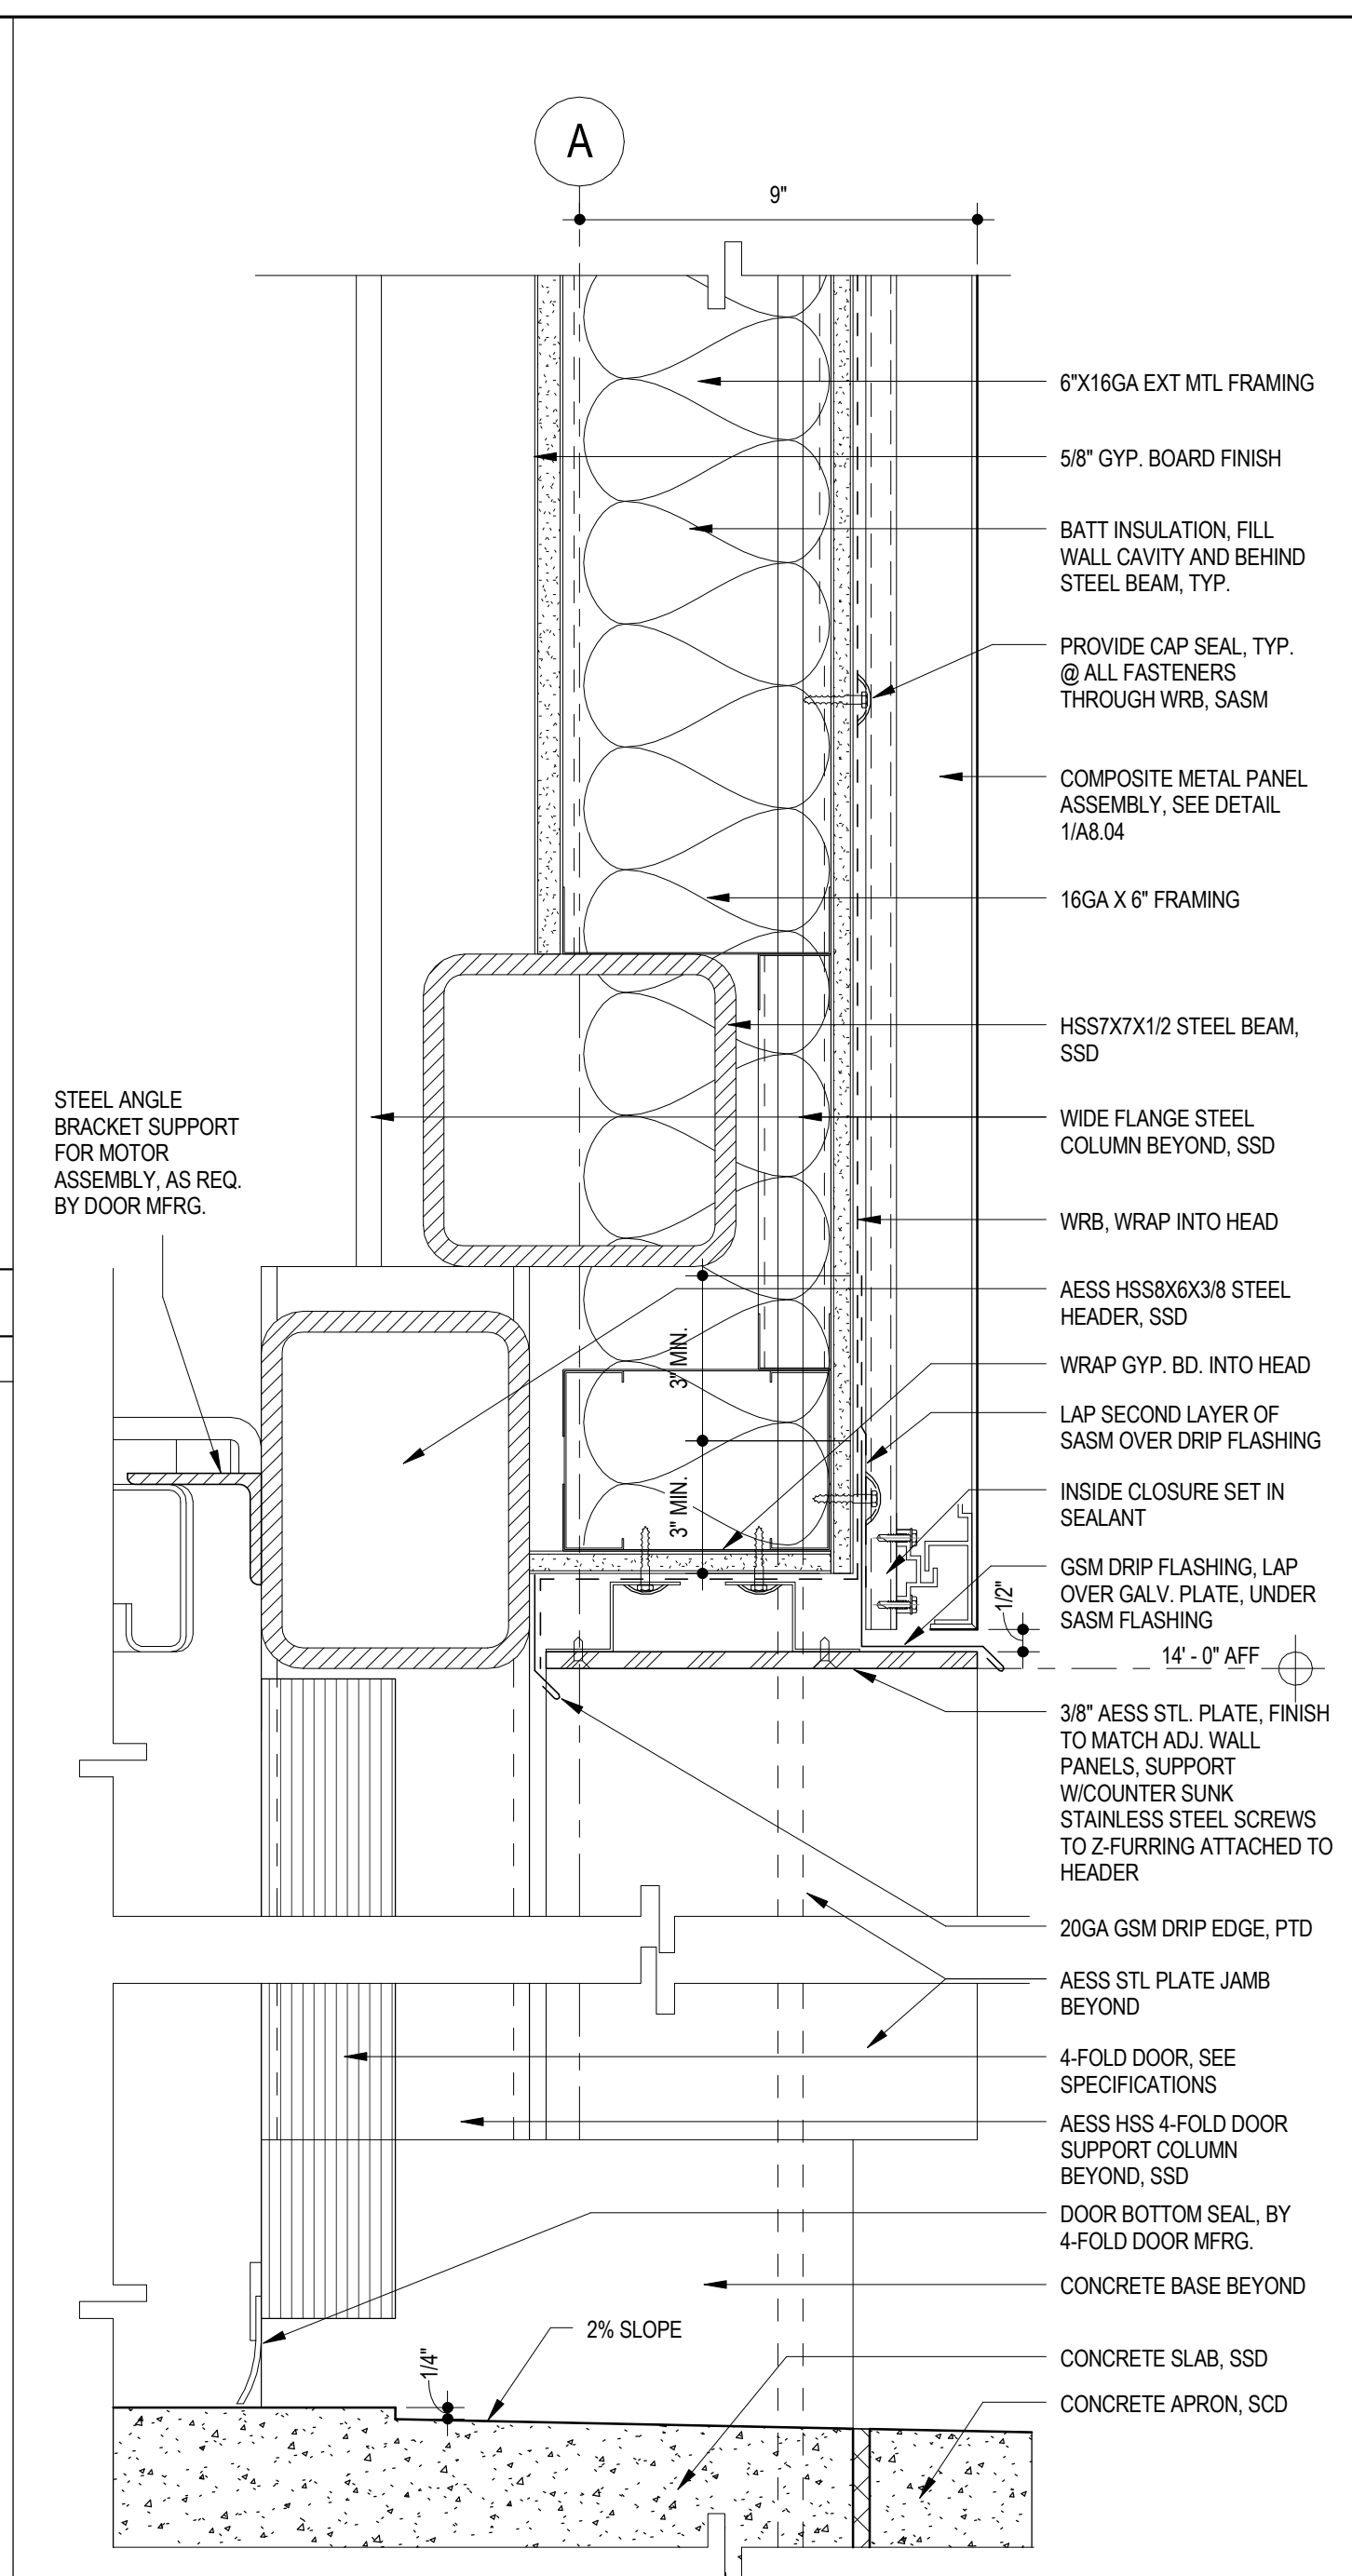 A
9"
6"X16GA EXT MTL FRAMING
5/8" GYP. BOARD FINISH
BATT INSULATION, FILL
WALL CAVITY AND BEHIND
STEEL BEAM, TYP.
PROVIDE CAP SEAL, TYP.
@ ALL FASTENERS
THROUGH WRB, SASM
COMPOSITE METAL PANEL
ASSEMBLY, SEE DETAIL
1/A8.04
16GA X 6" FRAMING
HSS7X7X1/2 STEEL BEAM,
SSD
STEEL ANGLE
BRACKET SUPPORT
FOR MOTOR
ASSEMBLY, AS REQ.
BY DOOR MFRG.
WIDE FLANGE STEEL
COLUMN BEYOND, SSD
WRB, WRAP INTO HEAD
AESS HSS8X6X3/8 STEEL
HEADER, SSD
3" MIN.
WRAP GYP. BD. INTO HEAD
LAP SECOND LAYER OF
SASM OVER DRIP FLASHING
3" MIN.
INSIDE CLOSURE SET IN
SEALANT
GSM DRIP FLASHING, LAP
OVER GALV. PLATE, UNDER
SASM FLASHING
1/2"
14' - 0" AFF
3/8" AESS STL. PLATE, FINISH
TO MATCH ADJ. WALL
PANELS, SUPPORT
W/COUNTER SUNK
STAINLESS STEEL SCREWS
TO Z-FURRING ATTACHED TO
HEADER
20GA GSM DRIP EDGE, PTD
AESS STL PLATE JAMB
BEYOND
4-FOLD DOOR, SEE
SPECIFICATIONS
AESS HSS 4-FOLD DOOR
SUPPORT COLUMN
BEYOND, SSD
DOOR BOTTOM SEAL, BY
4-FOLD DOOR MFRG.
CONCRETE BASE BEYOND
2% SLOPE
1/4"
CONCRETE SLAB, SSD
CONCRETE APRON, SCD